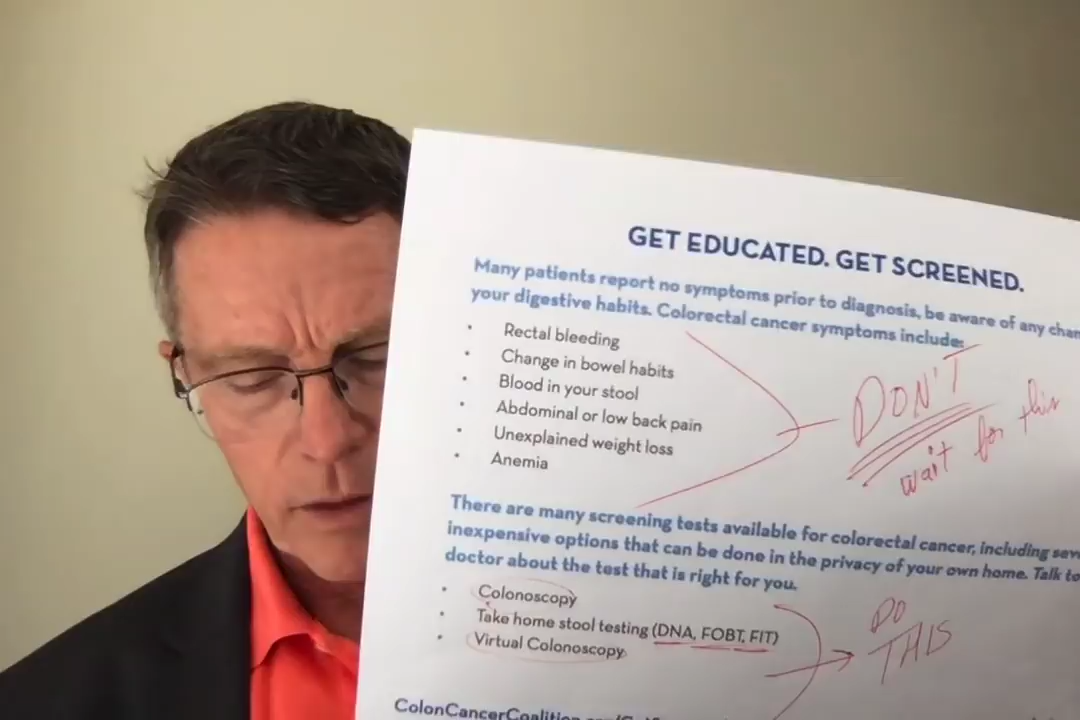 GET EDUCATED. GET SCREENED.
Many patients report no symptoms prior to diagnosis, be aware of any
your digestive habits. Colorectal cancer symptoms include:
• Rectal bleeding
• Change in bowel habits
• Blood in your stool
• Abdominal or low back pain
• Unexplained weight loss
• Anemia
DON'T
wait for this
There are many screening tests available for colorectal cancer, including
inexpensive options that can be done in the privacy of your own home. Talk to
doctor about the test that is right for you.
• Colonoscopy
• Take home stool testing (DNA, FOBT, FIT)
• Virtual Colonoscopy
DO
THIS